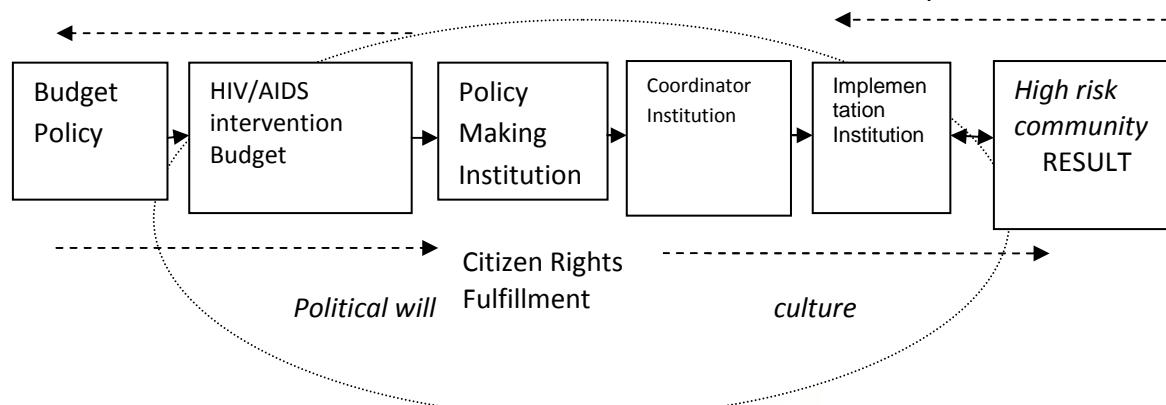 Budget
Policy
HIV/AIDS
intervention
Budget
Policy
Making
Institution
Coordinator
Institution
Implemen
tation
Institution
High risk
community
RESULT
Citizen Rights
Fulfillment
Political will
culture